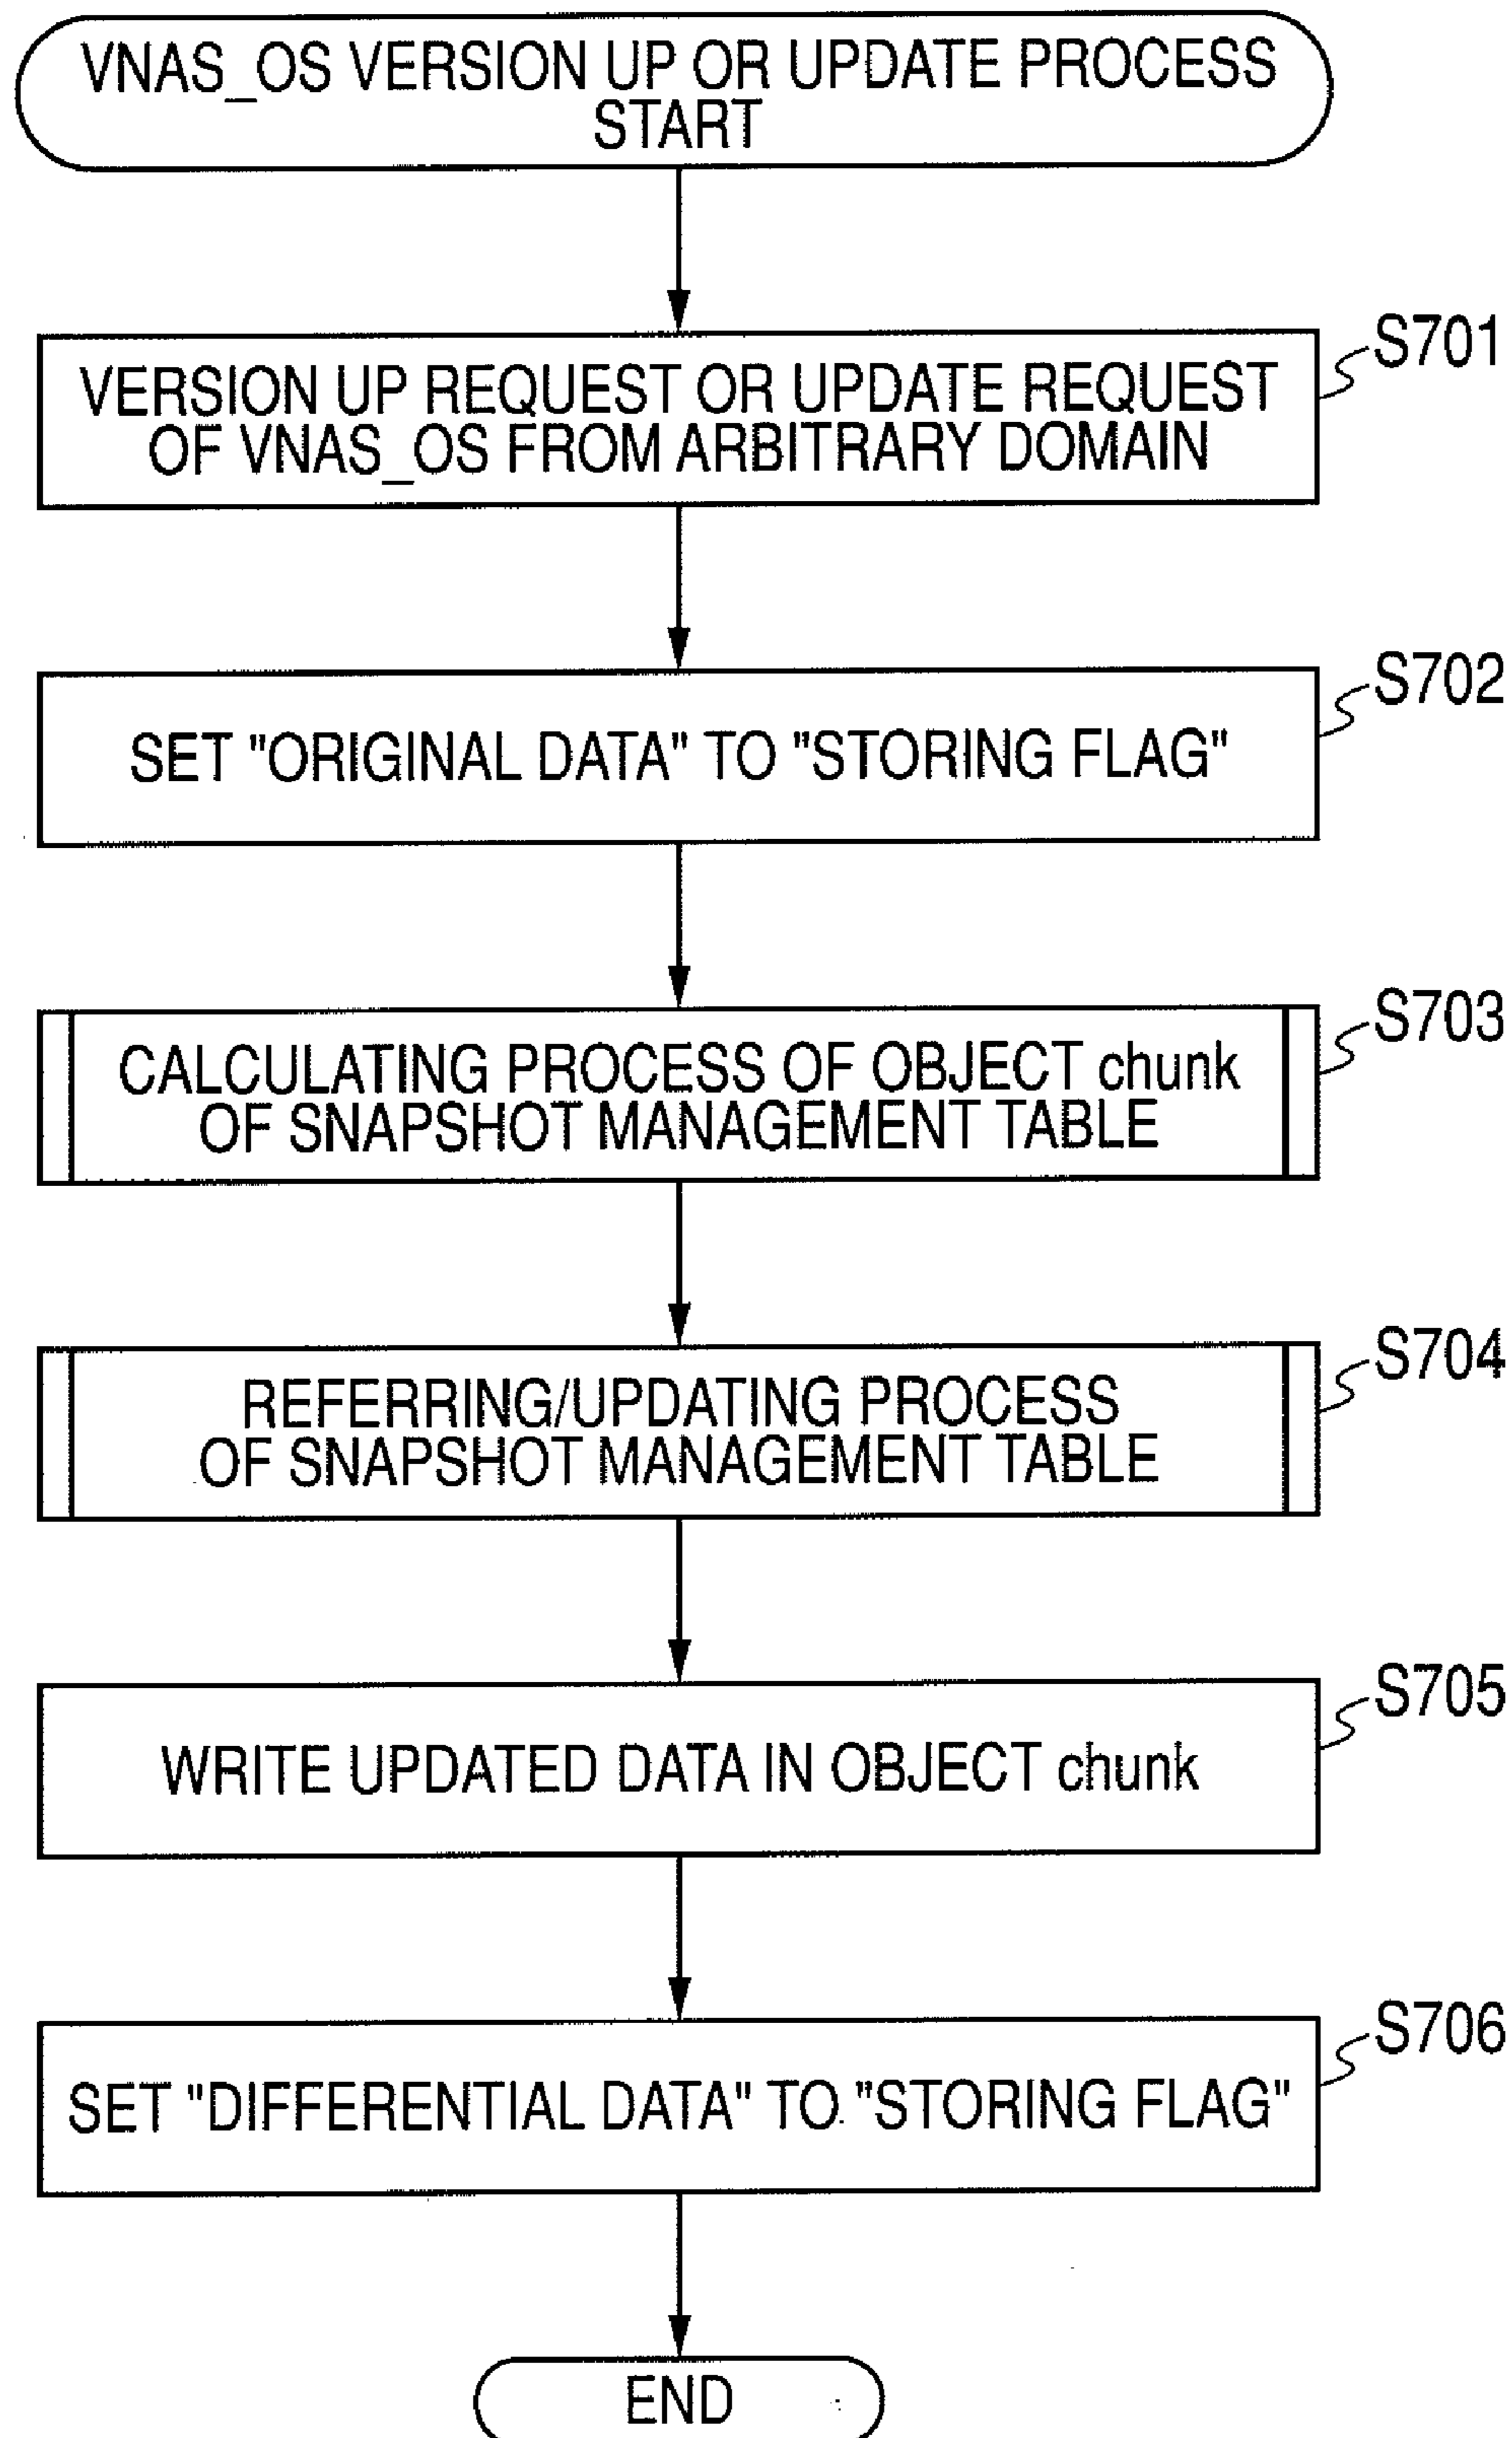 VNAS_OS VERSION UP OR UPDATE PROCESS
START
S701
VERSION UP REQUEST OR UPDATE REQUEST
OF VNAS_OS FROM ARBITRARY DOMAIN
S702
SET "ORIGINAL DATA" TO "STORING FLAG"
S703
CALCULATING PROCESS OF OBJECT chunk
OF SNAPSHOT MANAGEMENT TABLE
S704
REFERRING/UPDATING PROCESS
OF SNAPSHOT MANAGEMENT TABLE
S705
WRITE UPDATED DATA IN OBJECT chunk
S706
SET "DIFFERENTIAL DATA" TO "STORING FLAG"
END